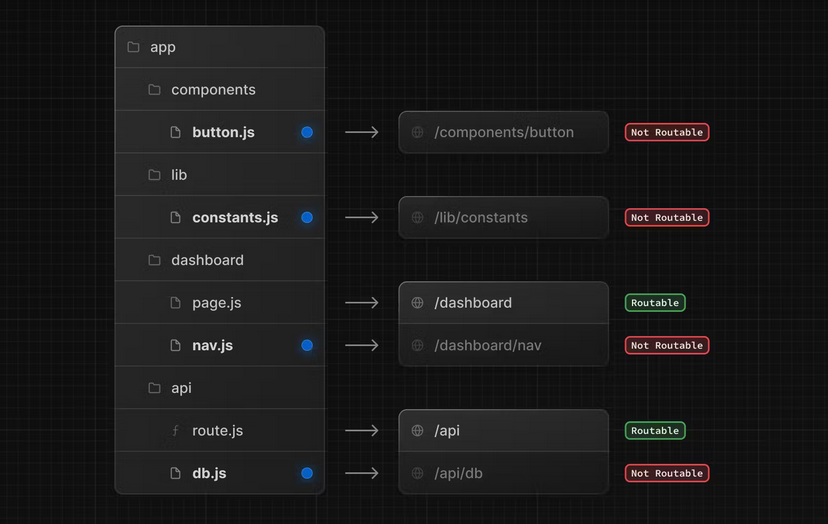 app
components
button.js /components/button Not Routable
lib
constants.js /lib/constants Not Routable
dashboard
page.js /dashboard Routable
nav.js /dashboard/nav Not Routable
api
route.js /api Routable
db.js /api/db Not Routable